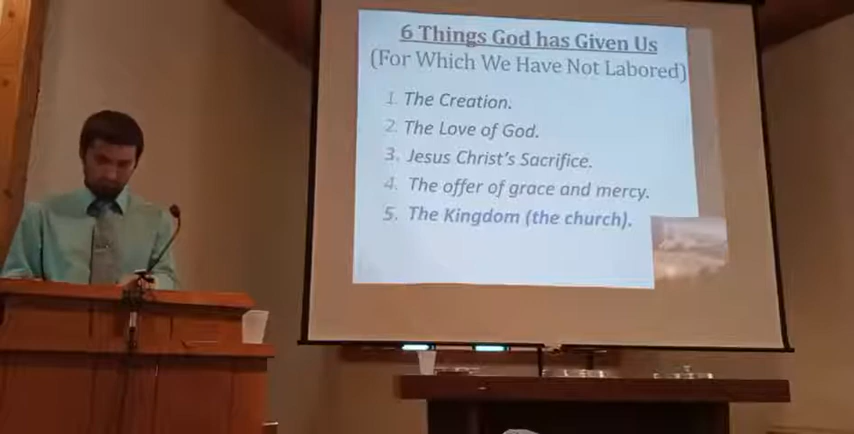 6 Things God has Given Us
(For Which We Have Not Labored)
1. The Creation.
2. The Love of God.
3. Jesus Christ's Sacrifice.
4. The offer of grace and mercy.
5. The Kingdom (the church).